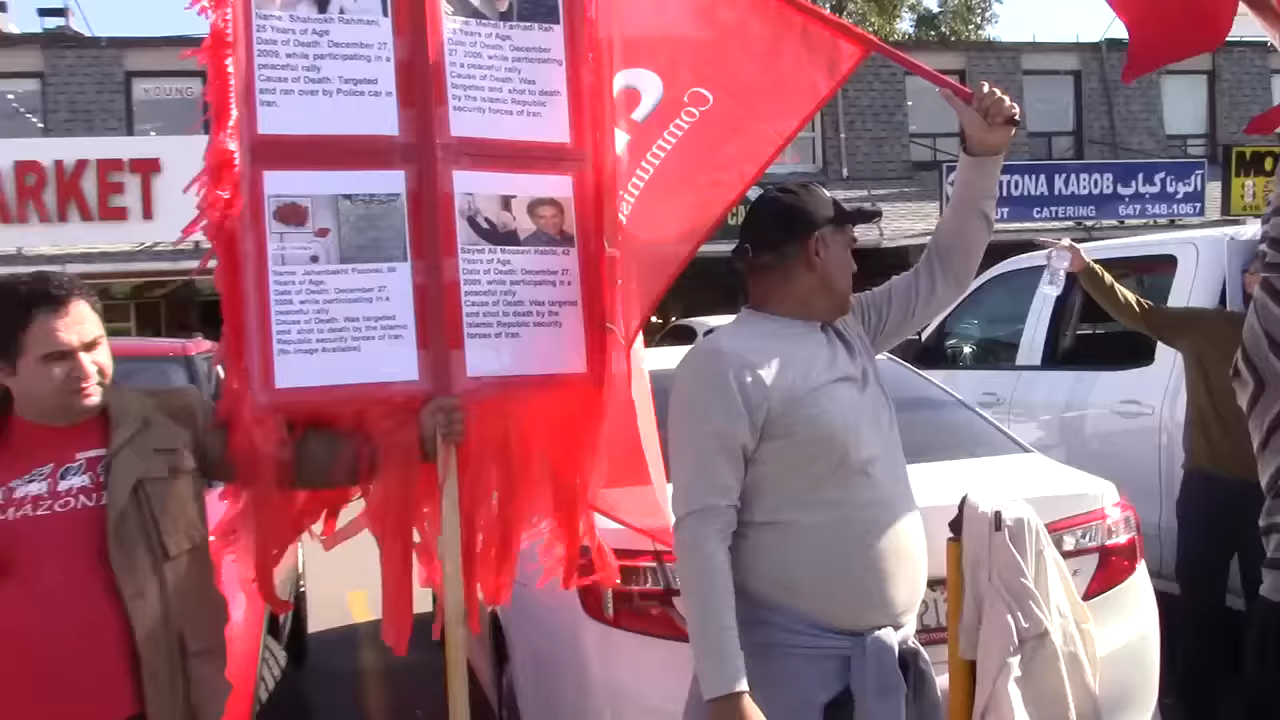 Name: Shahrokh Rahmani,
25 Years of Age
Date of Death: December 27,
2009, while participating in a
peaceful rally
Cause of Death: Targeted
and ran over by Police car in
Iran.
Name: Mehdi Farhadi Rah,
38 Years of Age,
Date of Death: December
27, 2009, while participating
in a peaceful rally
Cause of Death: Was
targeted and shot to death
by the Islamic Republic
security forces of Iran.
Name: Jahanbakht Pazooki,
Years of Age,
Date of Death: December 27,
2009, while participating in a
peaceful rally
Cause of Death: Was targeted
and shot to death by the Islamic
Republic security forces of Iran.
(No Image Available)
Sayed Ali Mousavi Habibi, 42
Years of Age,
Date of Death: December 27,
2009, while participating in a
peaceful rally
Cause of Death: Was targeted
and shot to death by the
Islamic Republic security
forces of Iran.
Communist
YOUNG
ARKET
TONA KABOB آلتونا کباب
UT CATERING 647 348-1067
MO
AMAZON
TOYOTA